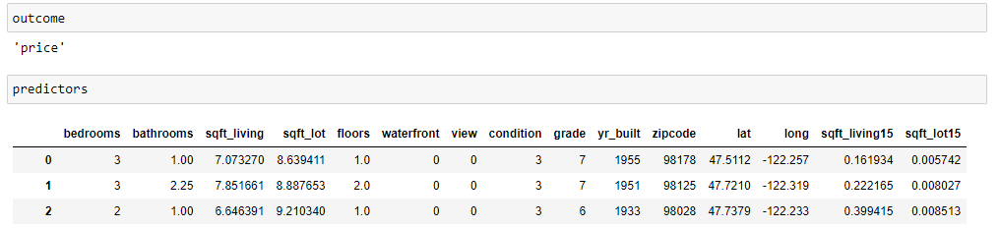 outcome
'price'
predictors
bedrooms bathrooms sqft_living sqft_lot floors waterfront view condition grade yr_built zipcode lat long sqft_living15 sqft_lot15
0 3 1.00 7.073270 8.639411 1.0 0 0 3 7 1955 98178 47.5112 -122.257 0.161934 0.005742
1 3 2.25 7.851661 8.887653 2.0 0 0 3 7 1951 98125 47.7210 -122.319 0.222165 0.008027
2 2 1.00 6.646391 9.210340 1.0 0 0 3 6 1933 98028 47.7379 -122.233 0.399415 0.008513